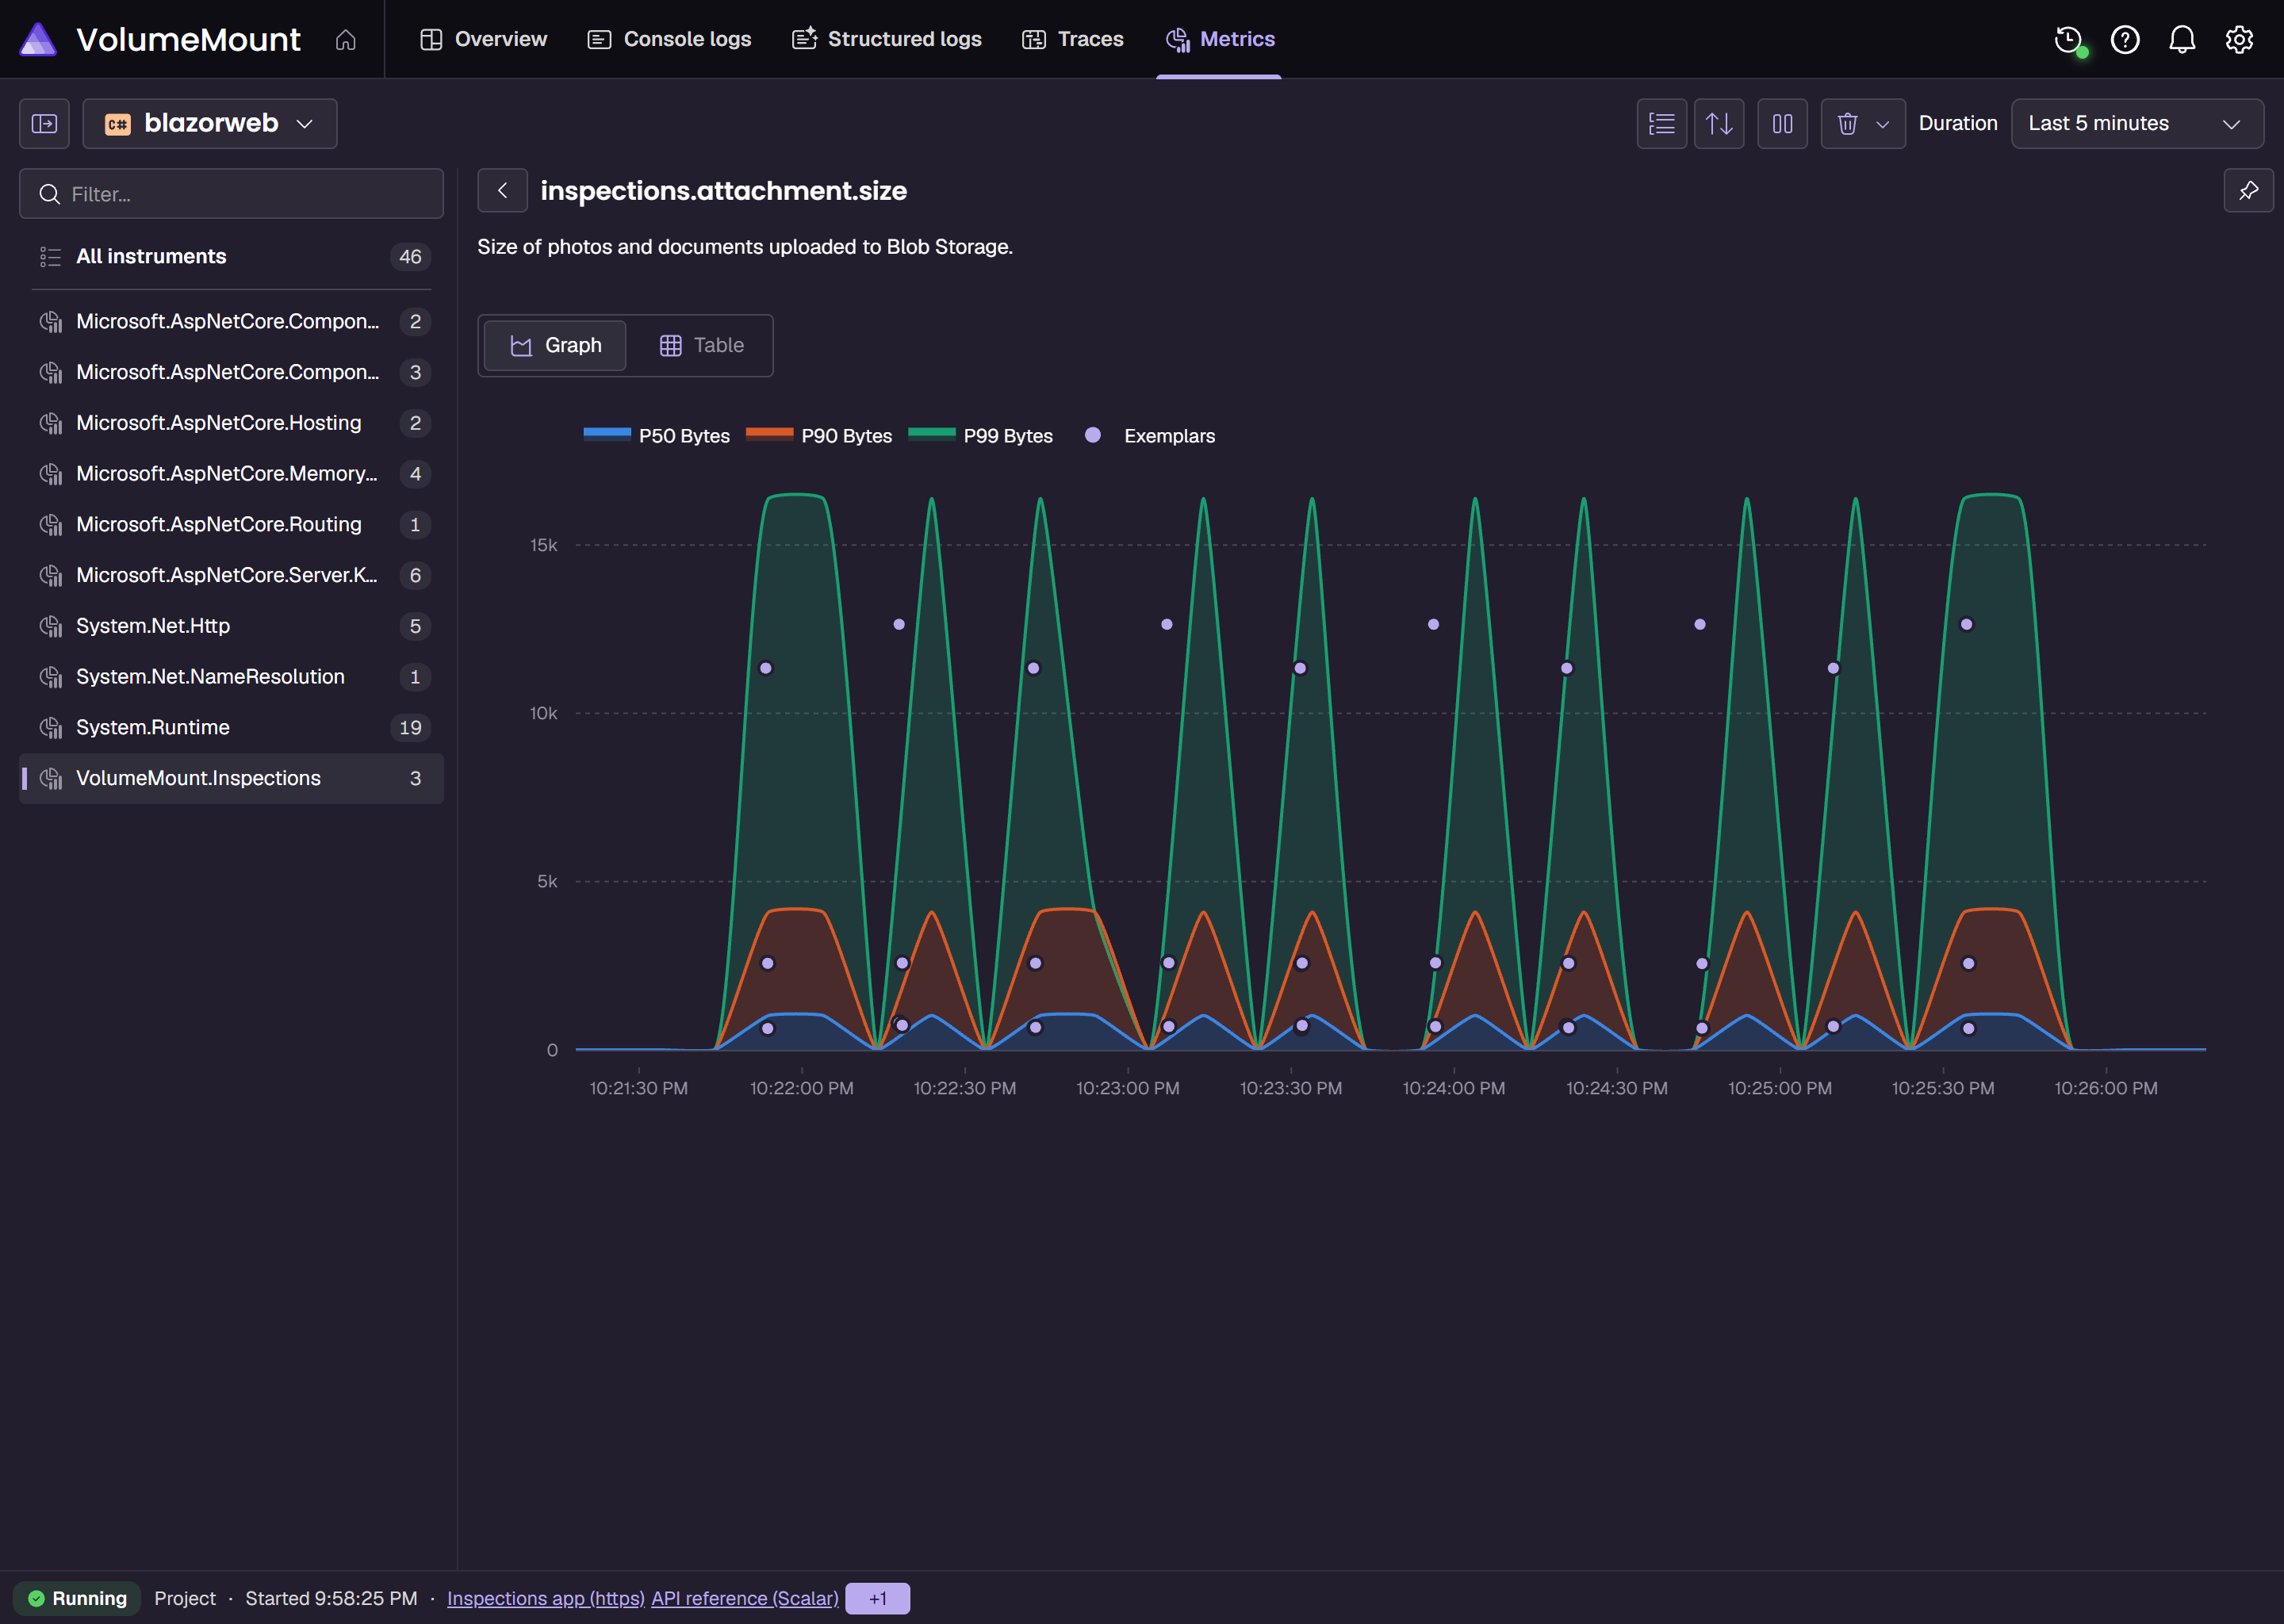 VolumeMount
Overview
Console logs
Structured logs
Traces
Metrics
C# blazorweb
Duration
Last 5 minutes
Filter...
All instruments 46
Microsoft.AspNetCore.Compon... 2
Microsoft.AspNetCore.Compon... 3
Microsoft.AspNetCore.Hosting 2
Microsoft.AspNetCore.Memory... 4
Microsoft.AspNetCore.Routing 1
Microsoft.AspNetCore.Server.K... 6
System.Net.Http 5
System.Net.NameResolution 1
System.Runtime 19
VolumeMount.Inspections 3
inspections.attachment.size
Size of photos and documents uploaded to Blob Storage.
Graph
Table
P50 Bytes
P90 Bytes
P99 Bytes
Exemplars
15k
10k
5k
0
10:21:30 PM
10:22:00 PM
10:22:30 PM
10:23:00 PM
10:23:30 PM
10:24:00 PM
10:24:30 PM
10:25:00 PM
10:25:30 PM
10:26:00 PM
Running Project · Started 9:58:25 PM · Inspections app (https) API reference (Scalar) +1